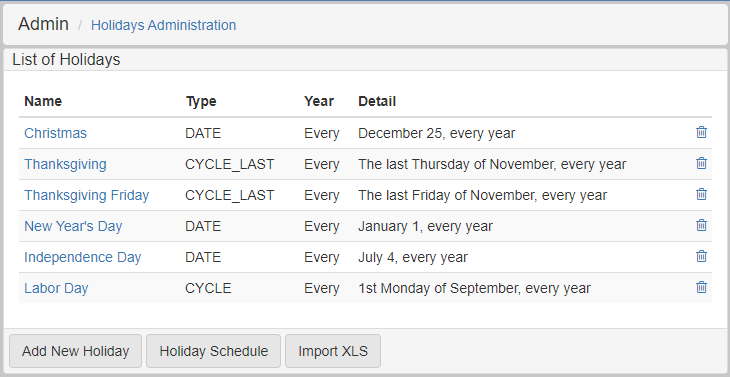 Admin / Holidays Administration
List of Holidays
Name Type Year Detail
Christmas DATE Every December 25, every year
Thanksgiving CYCLE_LAST Every The last Thursday of November, every year
Thanksgiving Friday CYCLE_LAST Every The last Friday of November, every year
New Year's Day DATE Every January 1, every year
Independence Day DATE Every July 4, every year
Labor Day CYCLE Every 1st Monday of September, every year
Add New Holiday Holiday Schedule Import XLS